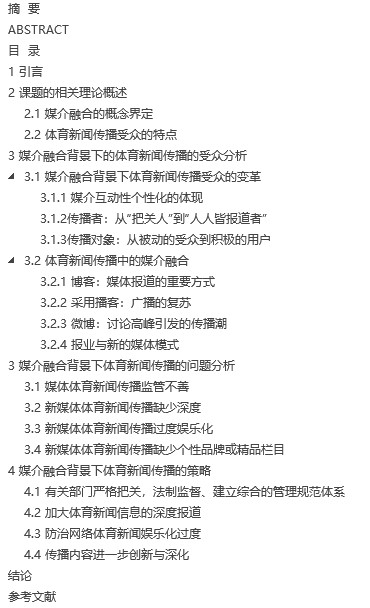 摘 要
ABSTRACT
目 录
1 引言
2 课题的相关理论概述
2.1 媒介融合的概念界定
2.2 体育新闻传播受众的特点
3 媒介融合背景下的体育新闻传播的受众分析
3.1 媒介融合背景下体育新闻传播受众的变革
3.1.1 媒介互动性个性化的体现
3.1.2传播者：从”把关人”到”人人皆报道者”
3.1.3传播对象：从被动的受众到积极的用户
3.2 体育新闻传播中的媒介融合
3.2.1 博客：媒体报道的重要方式
3.2.2 采用播客：广播的复苏
3.2.3 微博：讨论高峰引发的传播潮
3.2.4 报业与新的媒体模式
3 媒介融合背景下体育新闻传播的问题分析
3.1 媒体体育新闻传播监管不善
3.2 新媒体体育新闻传播缺少深度
3.3 新媒体体育新闻传播过度娱乐化
3.4 新媒体体育新闻传播缺少个性品牌或精品栏目
4 媒介融合背景下体育新闻传播的策略
4.1 有关部门严格把关，法制监督、建立综合的管理规范体系
4.2 加大体育新闻信息的深度报道
4.3 防治网络体育新闻娱乐化过度
4.4 传播内容进一步创新与深化
结论
参考文献